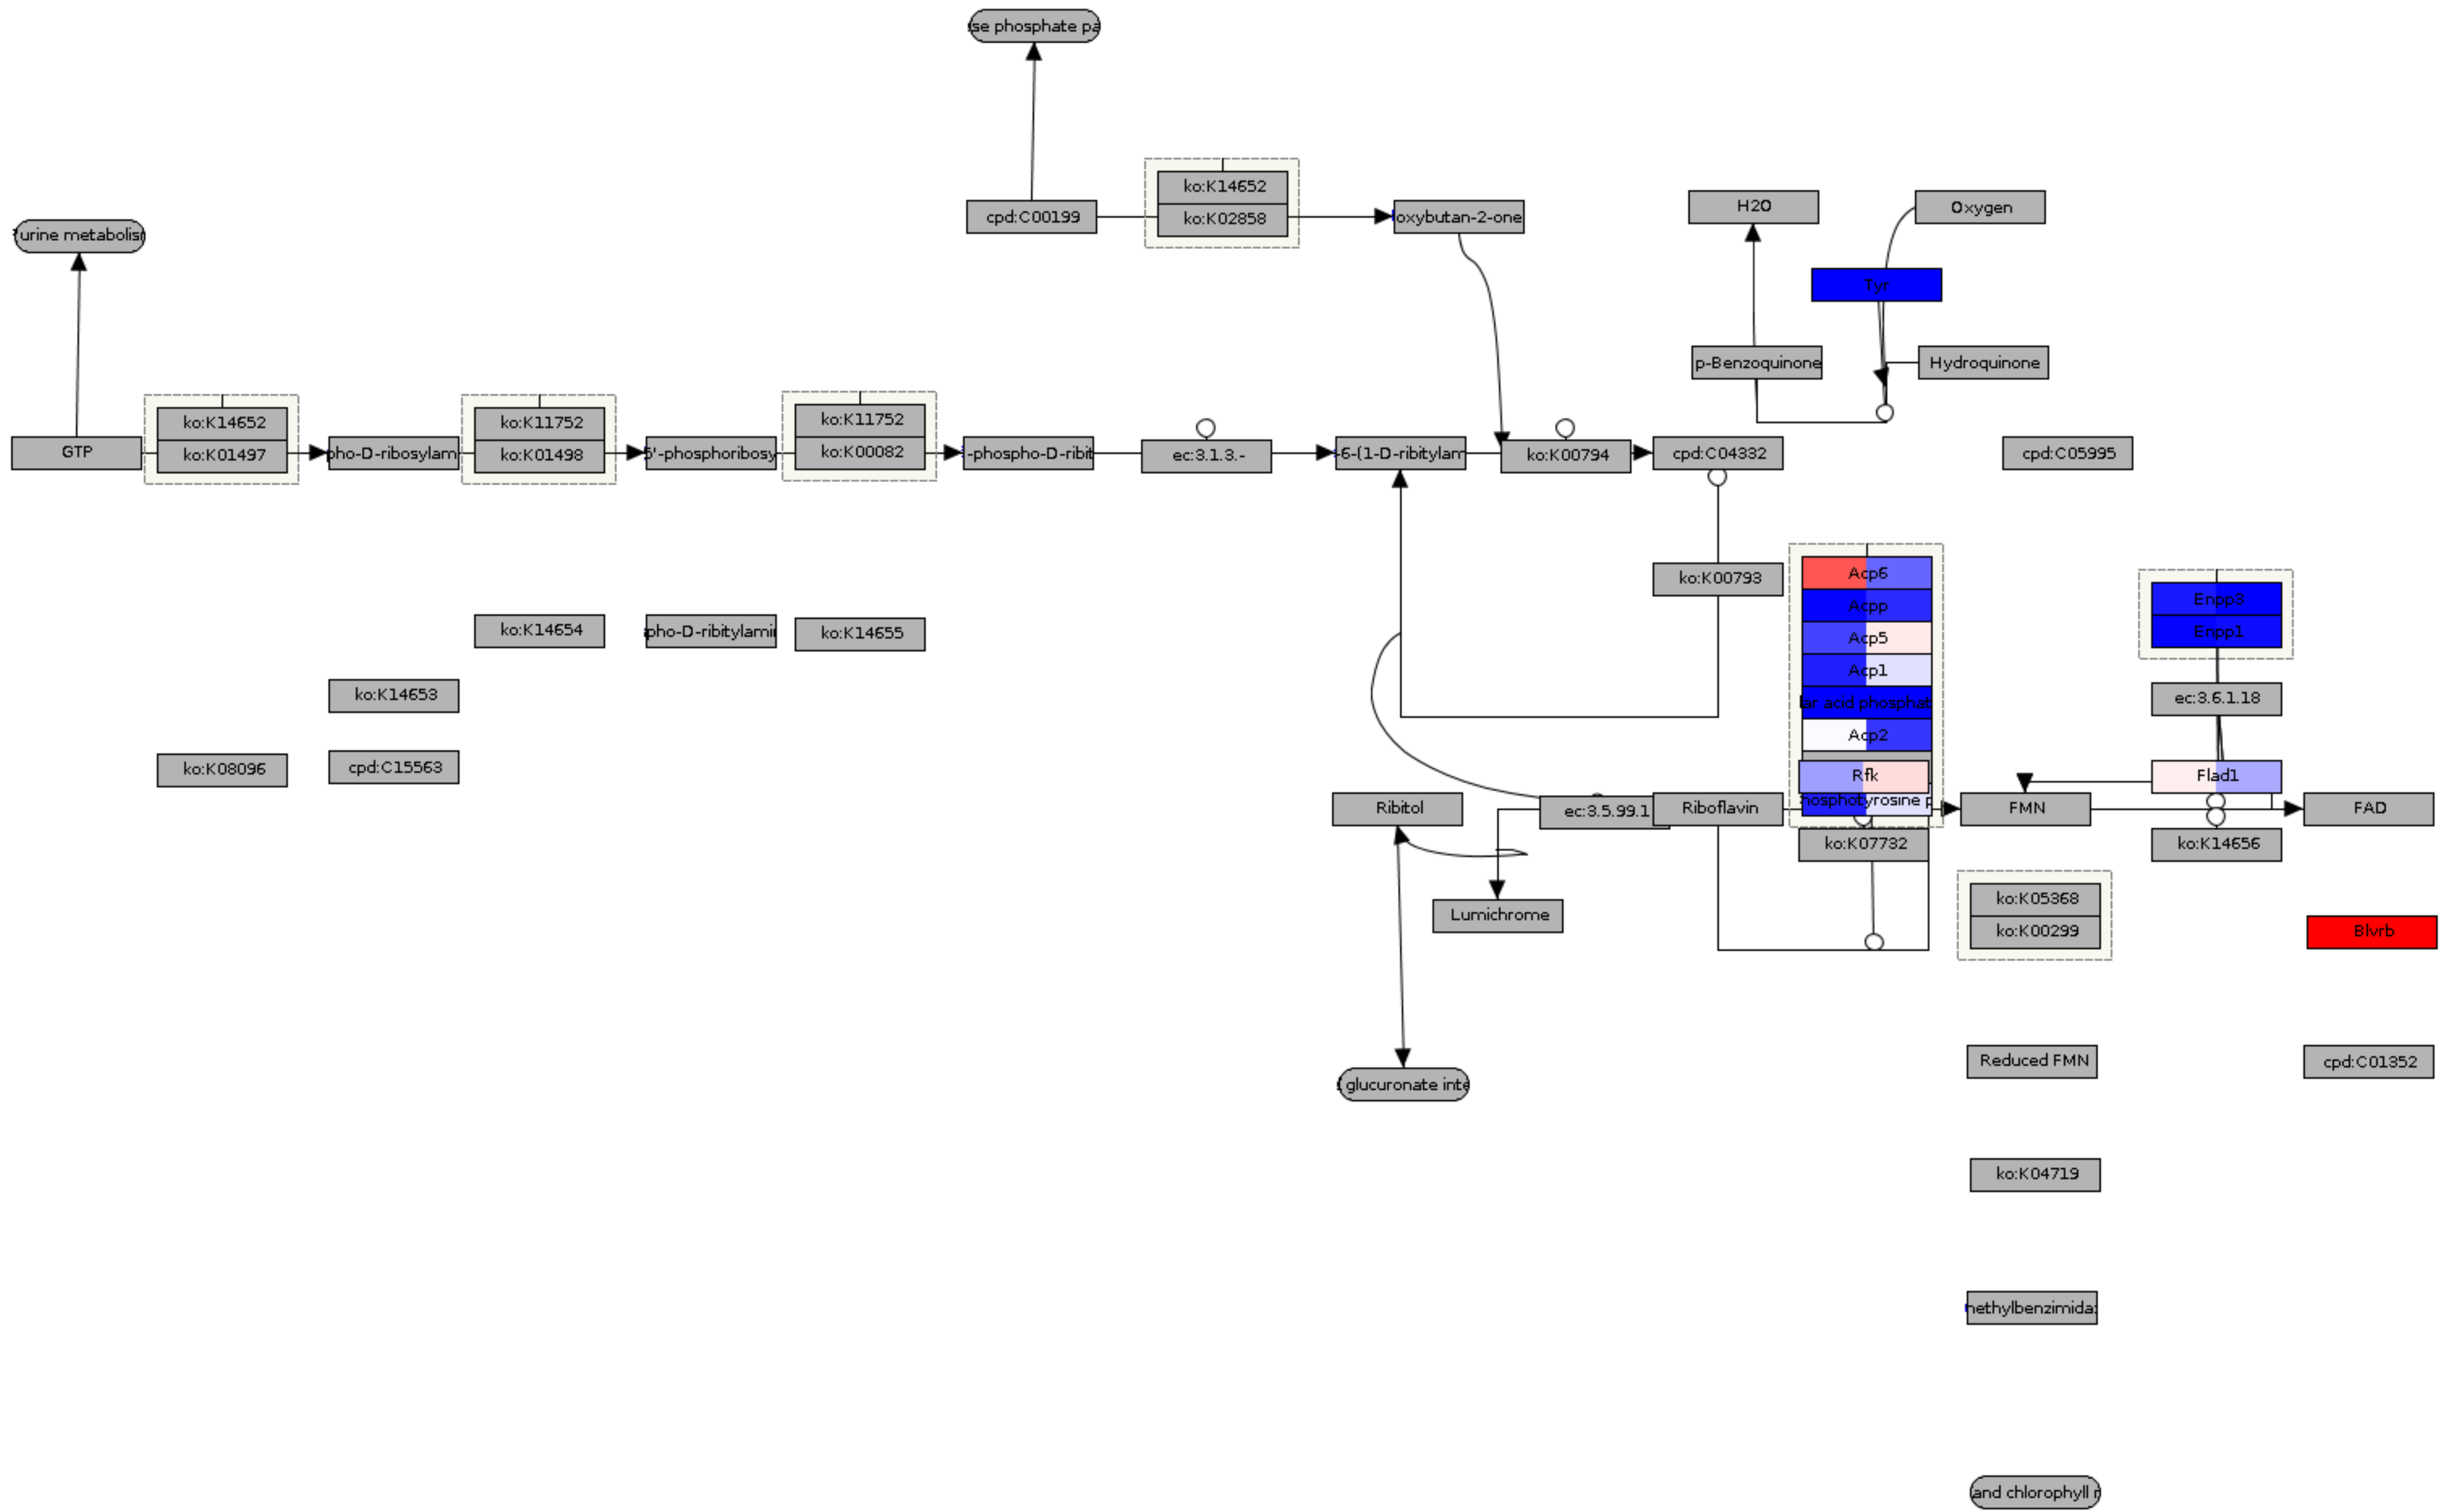 se phosphate pa
ko:K14652
ko:K02858
cpd:C00199
oxybutan-2-one
H2O
Oxygen
urine metabolis
Tyr
p-Benzoquinone
Hydroquinone
ko:K14652
ko:K01497
ko:K11752
ko:K01498
ko:K11752
ko:K00082
GTP
pho-D-ribosylam
5'-phosphoribosy
-phospho-D-ribit
ec:3.1.3.-
-6-(1-D-ribitylam
ko:K00794
cpd:C04332
cpd:C05995
ko:K00793
Acp6
Acpp
Acp5
Acp1
lar acid phosphat
Acp2
Rfk
hosphotyrosine p
Enpp3
Enpp1
ko:K14654
pho-D-ribitylami
ko:K14655
ko:K14653
ec:3.6.1.18
ko:K08096
cpd:C15563
Flad1
Ribitol
ec:3.5.99.1
Riboflavin
FMN
FAD
ko:K07732
ko:K14656
Lumichrome
ko:K05368
ko:K00299
Blvrb
Reduced FMN
cpd:C01352
glucuronate inte
ko:K04719
nethylbenzimida
and chlorophyll